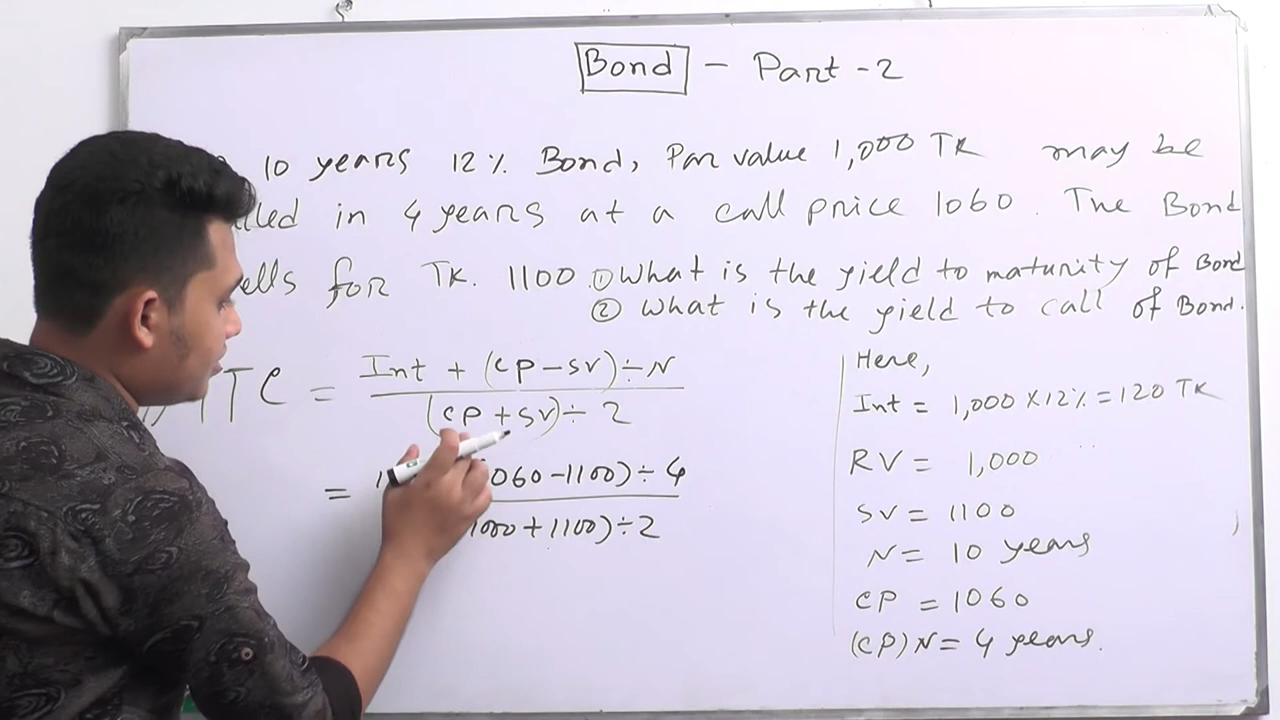 Bond - Part - 2
10 years 12% Bond, Par value 1,000 TK may be
lled in 4 years at a call price 1060. The Bond
ells for TK. 1100 ① What is the yield to maturity of Bond
② What is the yield to call of Bond.
YTC = Int + (CP - SV) ÷ N
(CP + SV) ÷ 2
= 060 - 1100) ÷ 4
1100) ÷ 2
Here,
Int = 1,000 X 12% = 120 TK
RV = 1,000
SV = 1100
N = 10 years
CP = 1060
(CP) N = 4 years.